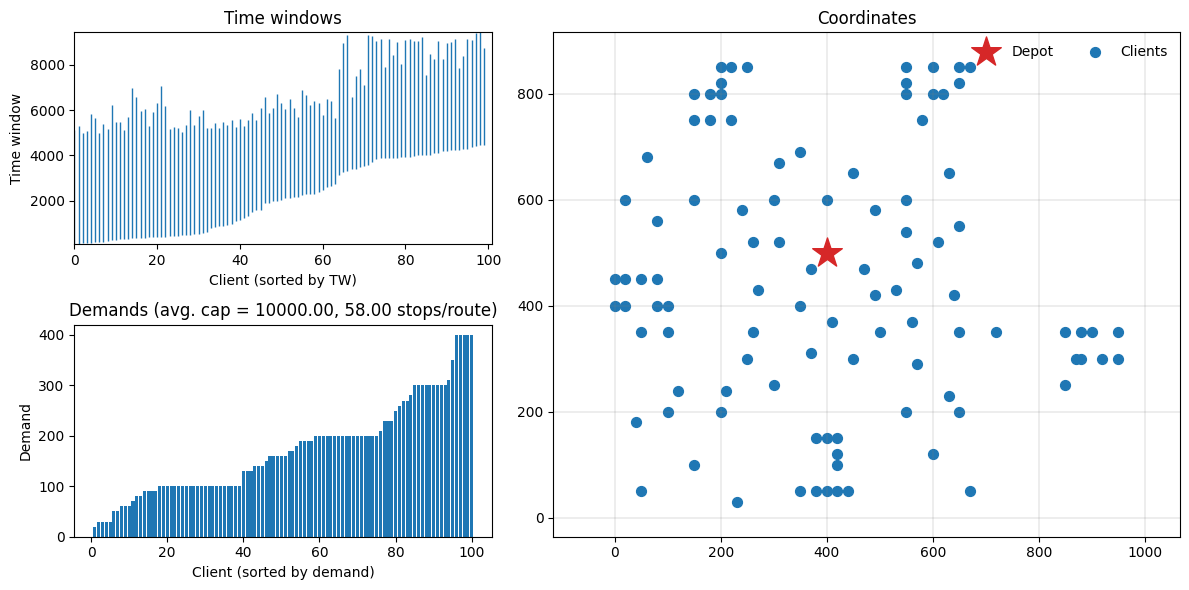 Time windows
8000
6000
4000
2000
Time window
0 20 40 60 80 100
Client (sorted by TW)
Demands (avg. cap = 10000.00, 58.00 stops/route)
400
300
200
100
0
Demand
0 20 40 60 80 100
Client (sorted by demand)
Coordinates
Depot Clients
800
600
400
200
0
0 200 400 600 800 1000